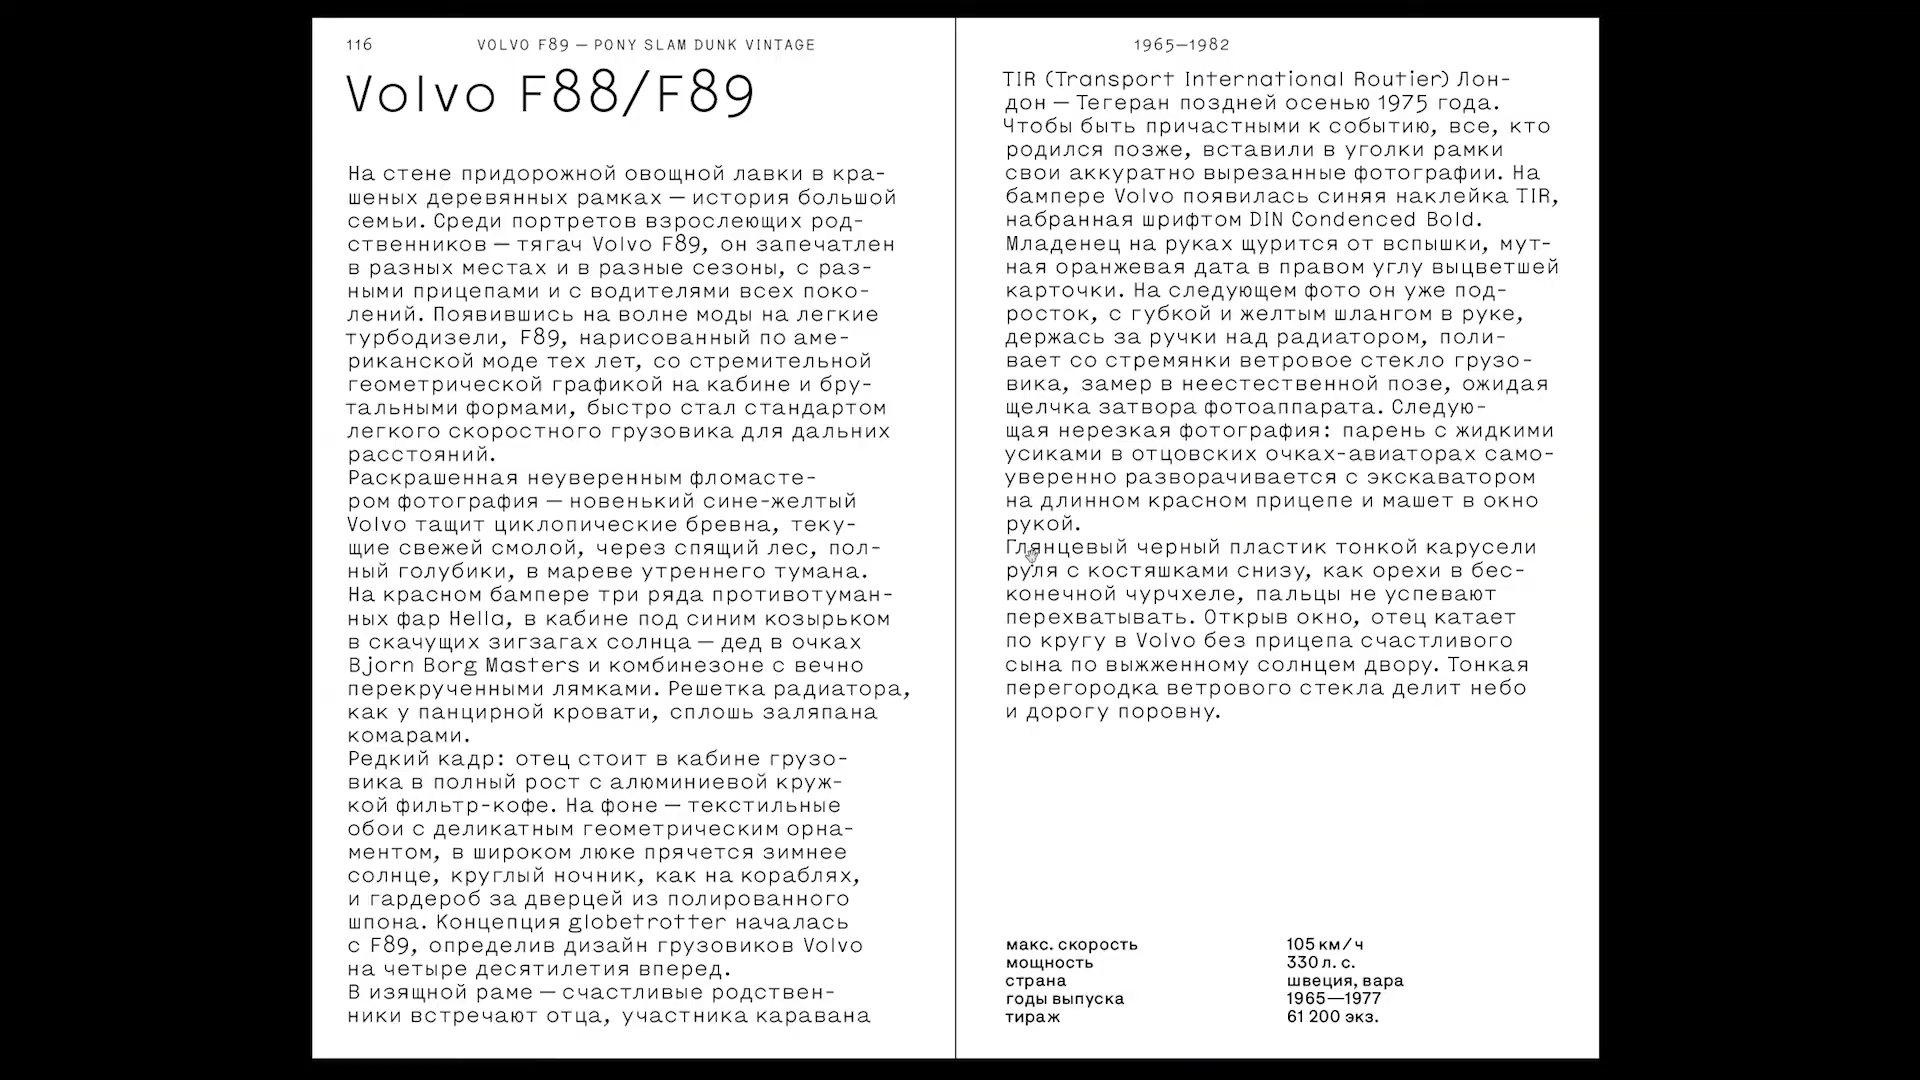 116
VOLVO F89 — PONY SLAM DUNK VINTAGE
Volvo F88/F89
На стене придорожной овощной лавки в кра-
шеных деревянных рамках — история большой
семьи. Среди портретов взрослеющих род-
ственников — тягач Volvo F89, он запечатлен
в разных местах и в разные сезоны, с раз-
ными прицепами и с водителями всех поко-
лений. Появившись на волне моды на легкие
турбодизели, F89, нарисованный по аме-
риканской моде тех лет, со стремительной
геометрической графикой на кабине и бру-
тальными формами, быстро стал стандартом
легкого скоростного грузовика для дальних
расстояний.
Раскрашенная неуверенным фломасте-
ром фотография — новенький сине-желтый
Volvo тащит циклопические бревна, теку-
щие свежей смолой, через спящий лес, пол-
ный голубики, в мареве утреннего тумана.
На красном бампере три ряда противотуман-
ных фар Hella, в кабине под синим козырьком
в скачущих зигзагах солнца — дед в очках
Bjorn Borg Masters и комбинезоне с вечно
перекрученными лямками. Решетка радиатора,
как у панцирной кровати, сплошь заляпана
комарами.
Редкий кадр: отец стоит в кабине грузо-
вика в полный рост с алюминиевой круж-
кой фильтр-кофе. На фоне — текстильные
обои с деликатным геометрическим орна-
ментом, в широком люке прячется зимнее
солнце, круглый ночник, как на кораблях,
и гардероб за дверцей из полированного
шпона. Концепция globetrotter началась
с F89, определив дизайн грузовиков Volvo
на четыре десятилетия вперед.
В изящной раме — счастливые родствен-
ники встречают отца, участника каравана
1965—1982
TIR (Transport International Routier) Лон-
дон — Тегеран поздней осенью 1975 года.
Чтобы быть причастными к событию, все, кто
родился позже, вставили в уголки рамки
свои аккуратно вырезанные фотографии. На
бампере Volvo появилась синяя наклейка TIR,
набранная шрифтом DIN Condenced Bold.
Младенец на руках щурится от вспышки, мут-
ная оранжевая дата в правом углу выцветшей
карточки. На следующем фото он уже под-
росток, с губкой и желтым шлангом в руке,
держась за ручки над радиатором, поли-
вает со стремянки ветровое стекло грузо-
вика, замер в неестественной позе, ожидая
щелчка затвора фотоаппарата. Следую-
щая нерезкая фотография: парень с жидкими
усиками в отцовских очках-авиаторах само-
уверенно разворачивается с экскаватором
на длинном красном прицепе и машет в окно
рукой.
Глянцевый черный пластик тонкой карусели
руля с костяшками снизу, как орехи в бес-
конечной чурчхеле, пальцы не успевают
перехватывать. Открыв окно, отец катает
по кругу в Volvo без прицепа счастливого
сына по выжженному солнцем двору. Тонкая
перегородка ветрового стекла делит небо
и дорогу поровну.
макс. скорость 105 км/ч
мощность 330 л. с.
страна швеция, вара
годы выпуска 1965—1977
тираж 61 200 экз.